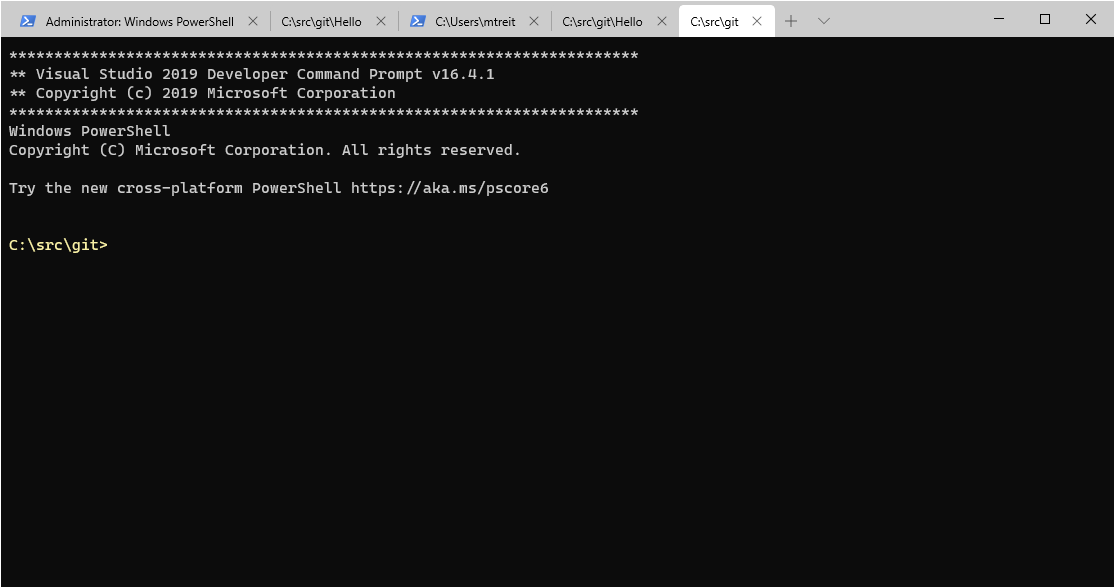 Administrator: Windows PowerShell C:\src\git\Hello C:\Users\mtreit C:\src\git\Hello C:\src\git
**********************************************************************
** Visual Studio 2019 Developer Command Prompt v16.4.1
** Copyright (c) 2019 Microsoft Corporation
**********************************************************************
Windows PowerShell
Copyright (C) Microsoft Corporation. All rights reserved.
Try the new cross-platform PowerShell https://aka.ms/pscore6
C:\src\git>